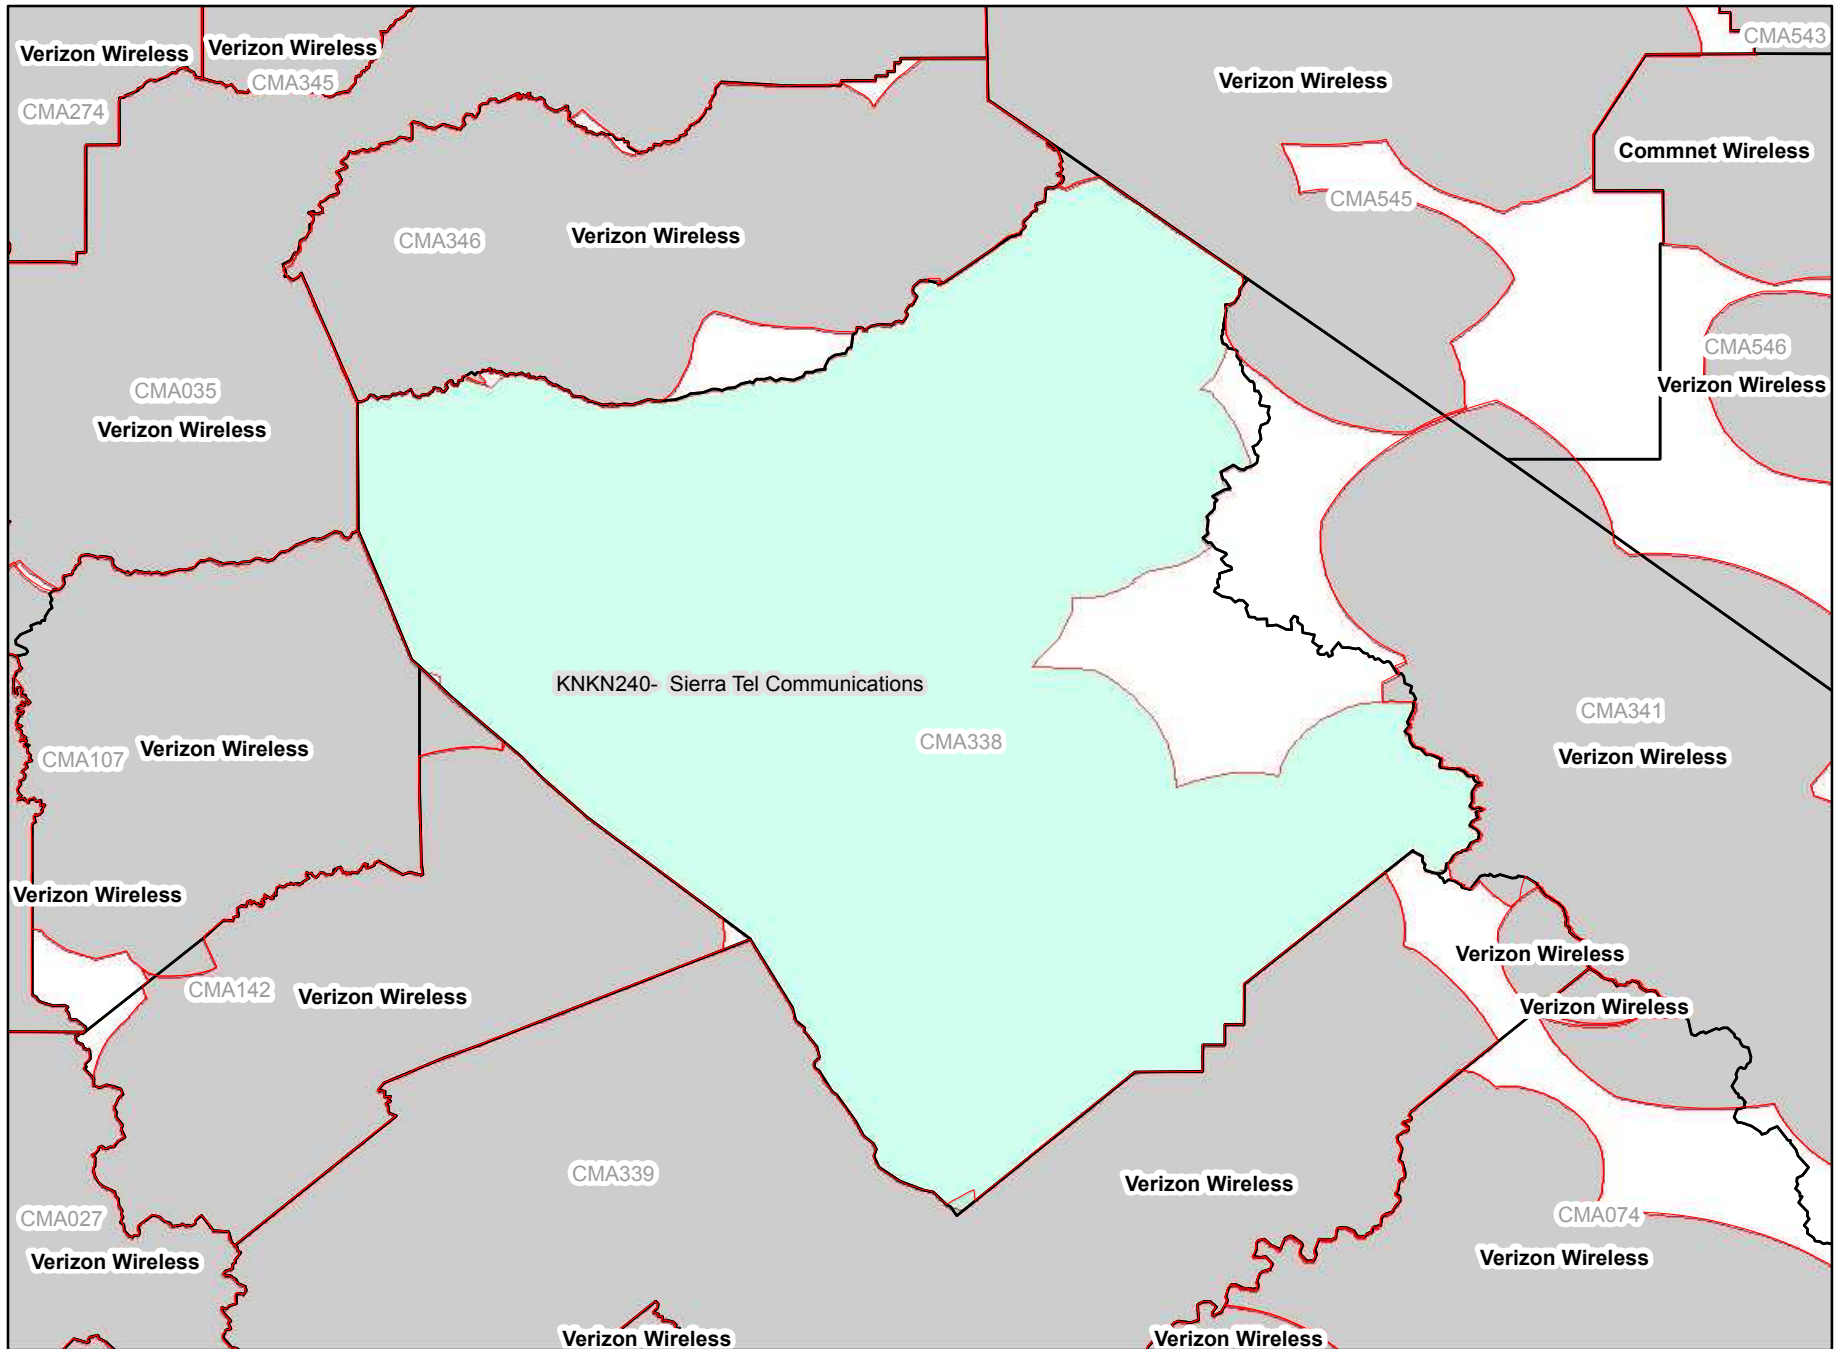 CMA543
Verizon Wireless
Verizon Wireless
CMA345
Verizon Wireless
CMA274
Commnet Wireless
CMA545
CMA346
Verizon Wireless
CMA546
Verizon Wireless
CMA035
Verizon Wireless
KNKN240- Sierra Tel Communications
CMA341
CMA338
Verizon Wireless
CMA107
Verizon Wireless
Verizon Wireless
Verizon Wireless
CMA142
Verizon Wireless
Verizon Wireless
CMA339
Verizon Wireless
CMA027
CMA074
Verizon Wireless
Verizon Wireless
Verizon Wireless
Verizon Wireless